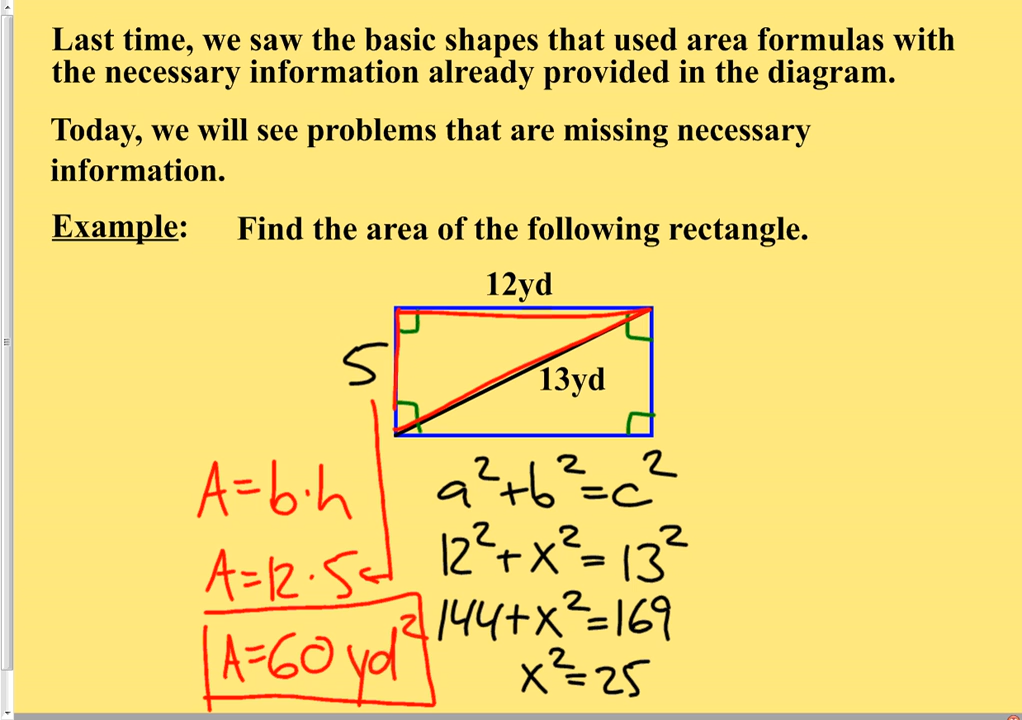 Last time, we saw the basic shapes that used area formulas with
the necessary information already provided in the diagram.
Today, we will see problems that are missing necessary
information.
Example: Find the area of the following rectangle.
12yd
5
13yd
A=b·h
A=12·5
A=60 yd²
a²+b²=c²
12²+x²=13²
144+x²=169
x²=25